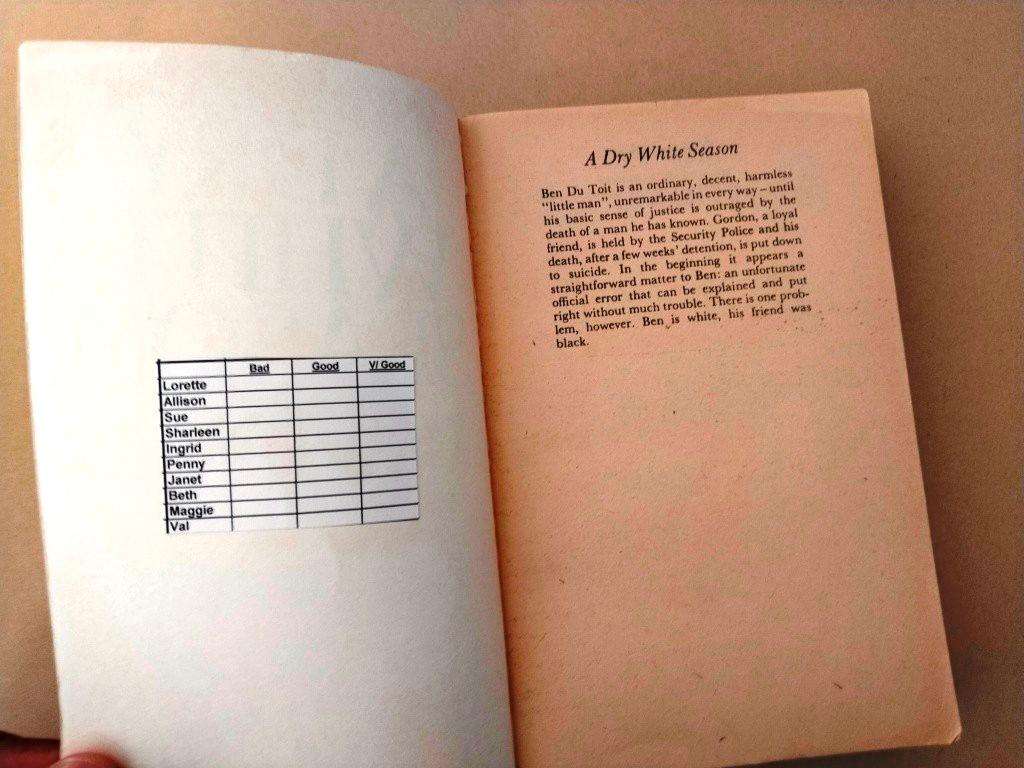 Bad Good V/ Good
Lorette
Allison
Sue
Sharleen
Ingrid
Penny
Janet
Beth
Maggie
Val
A Dry White Season
Ben Du Toit is an ordinary, decent, harmless
"little man", unremarkable in every way – until
his basic sense of justice is outraged by the
death of a man he has known. Gordon, a loyal
friend, is held by the Security Police and his
death, after a few weeks' detention, is put down
to suicide. In the beginning it appears a
straightforward matter to Ben: an unfortunate
official error that can be explained and put
right without much trouble. There is one prob-
lem, however. Ben is white, his friend was
black.